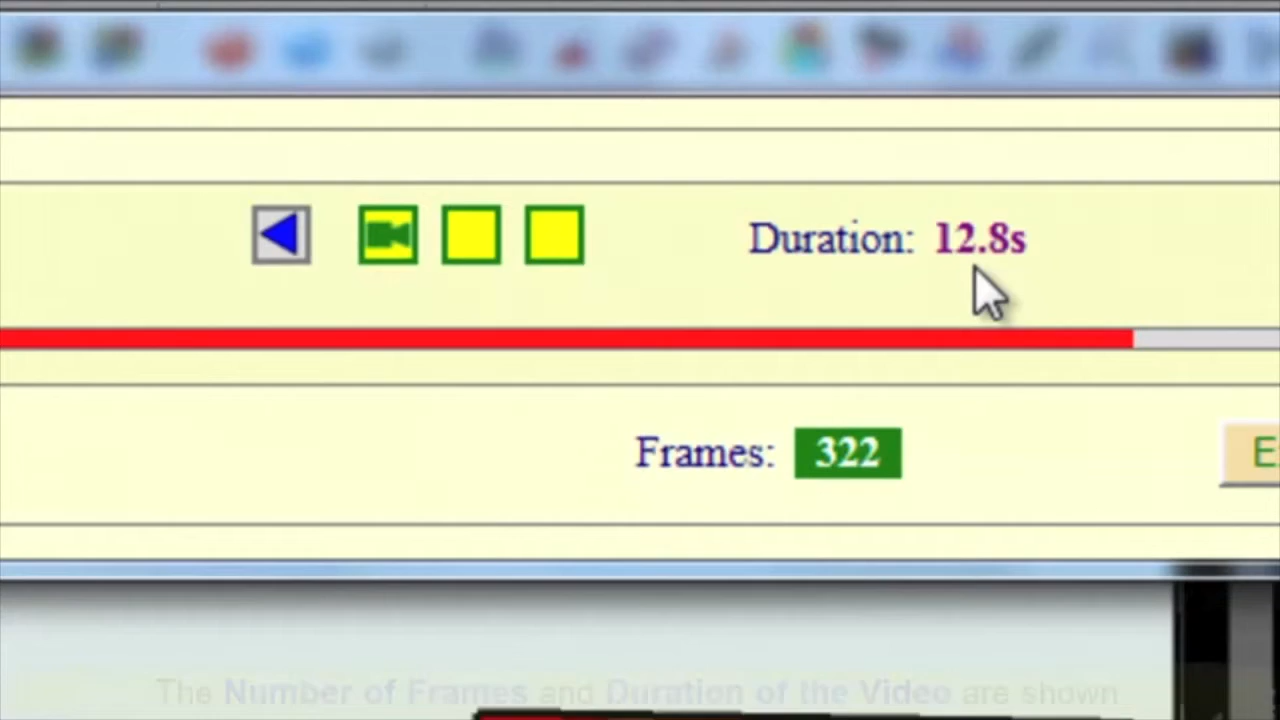 Duration: 12.8s
Frames: 322
The Number of Frames and Duration of the Video are shown